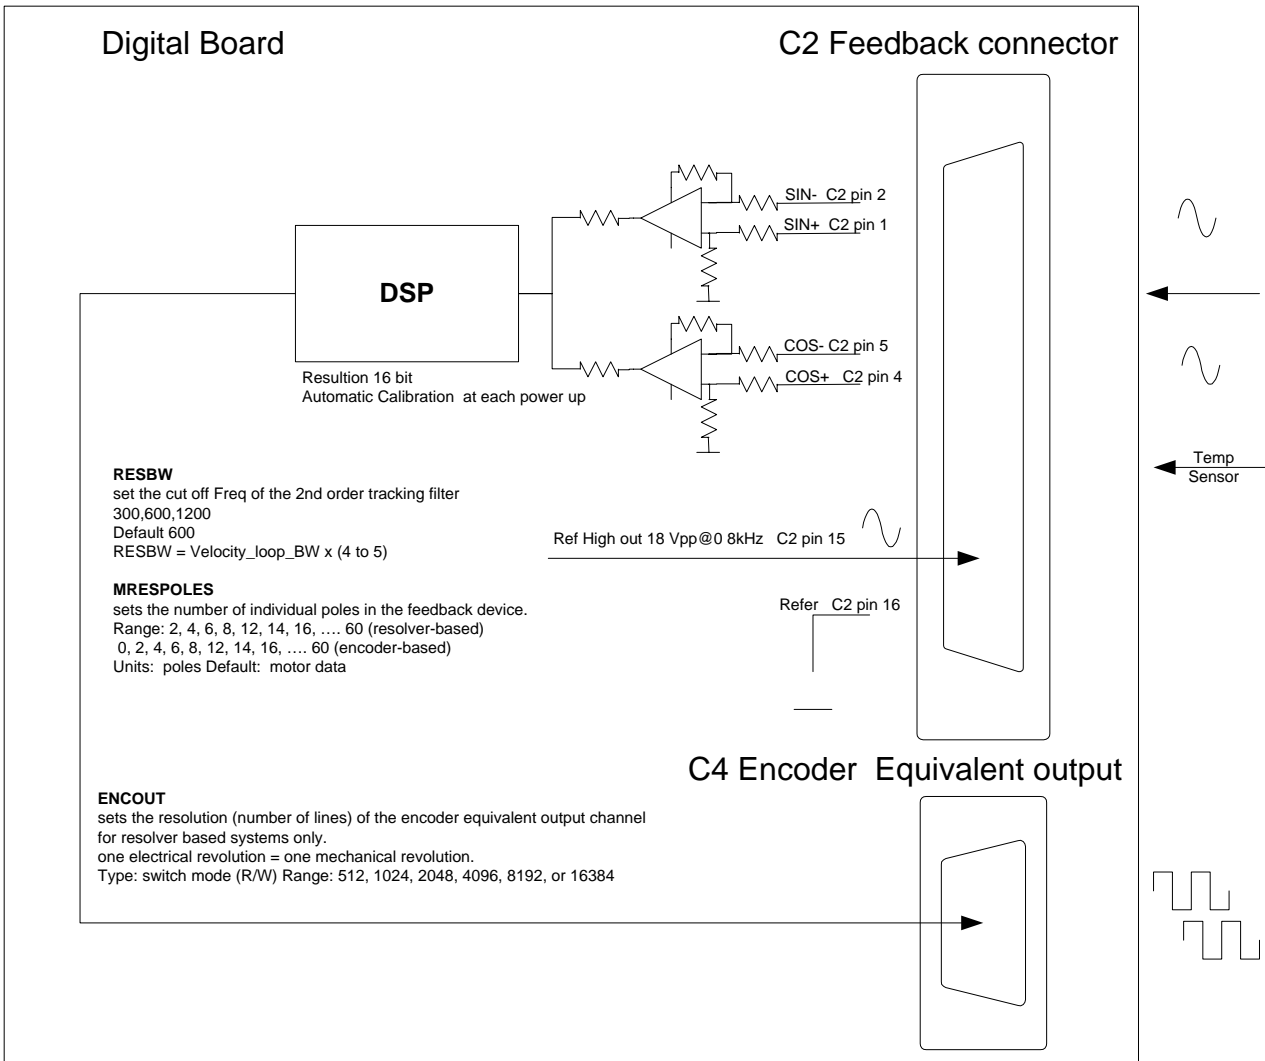 Digital Board
C2 Feedback connector
SIN-  C2 pin 2
SIN+  C2 pin 1
DSP
COS- C2 pin 5
COS+  C2 pin 4
Resultion 16 bit
Automatic Calibration  at each power up
Temp
Sensor
RESBW
set the cut off Freq of the 2nd order tracking filter
300,600,1200
Default 600
RESBW = Velocity_loop_BW x (4 to 5)
Ref High out 18 Vpp@0 8kHz  C2 pin 15
MRESPOLES
sets the number of individual poles in the feedback device.
Range: 2, 4, 6, 8, 12, 14, 16, …. 60 (resolver-based)
0, 2, 4, 6, 8, 12, 14, 16, …. 60 (encoder-based)
Units:  poles Default:  motor data
Refer  C2 pin 16
C4 Encoder  Equivalent output
ENCOUT
sets the resolution (number of lines) of the encoder equivalent output channel
for resolver based systems only.
one electrical revolution = one mechanical revolution.
Type: switch mode (R/W) Range: 512, 1024, 2048, 4096, 8192, or 16384